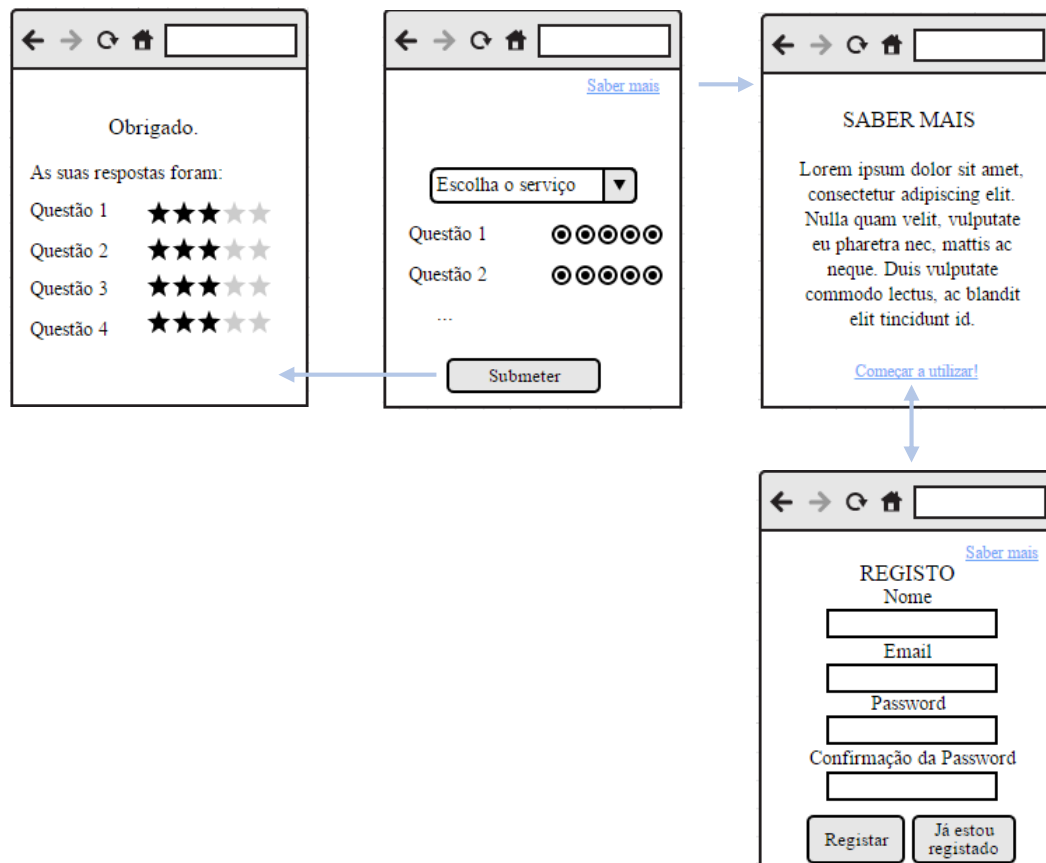 Obrigado.
As suas respostas foram:
Questão 1
Questão 2
Questão 3
Questão 4
Saber mais
Escolha o serviço
Questão 1
Questão 2
...
Submeter
SABER MAIS
Lorem ipsum dolor sit amet,
consectetur adipiscing elit.
Nulla quam velit, vulputate
eu pharetra nec, mattis ac
neque. Duis vulputate
commodo lectus, ac blandit
elit tincidunt id.
Começar a utilizar!
Saber mais
REGISTO
Nome
Email
Password
Confirmação da Password
Registar
Já estou
registado